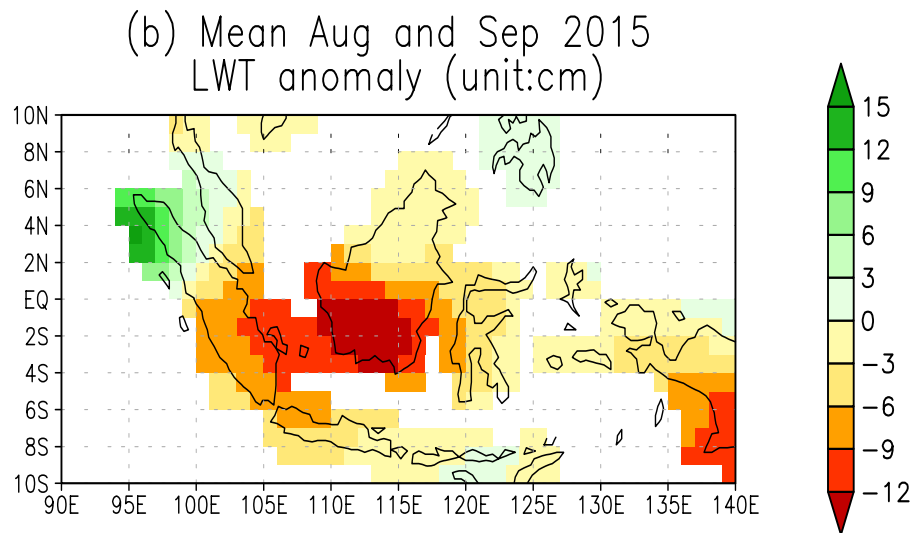 (b) Mean Aug and Sep 2015
LWT anomaly (unit:cm)
10N
8N
6N
4N
2N
EQ
2S
4S
6S
8S
10S
90E 95E 100E 105E 110E 115E 120E 125E 130E 135E 140E
15
12
9
6
3
0
−3
−6
−9
−12